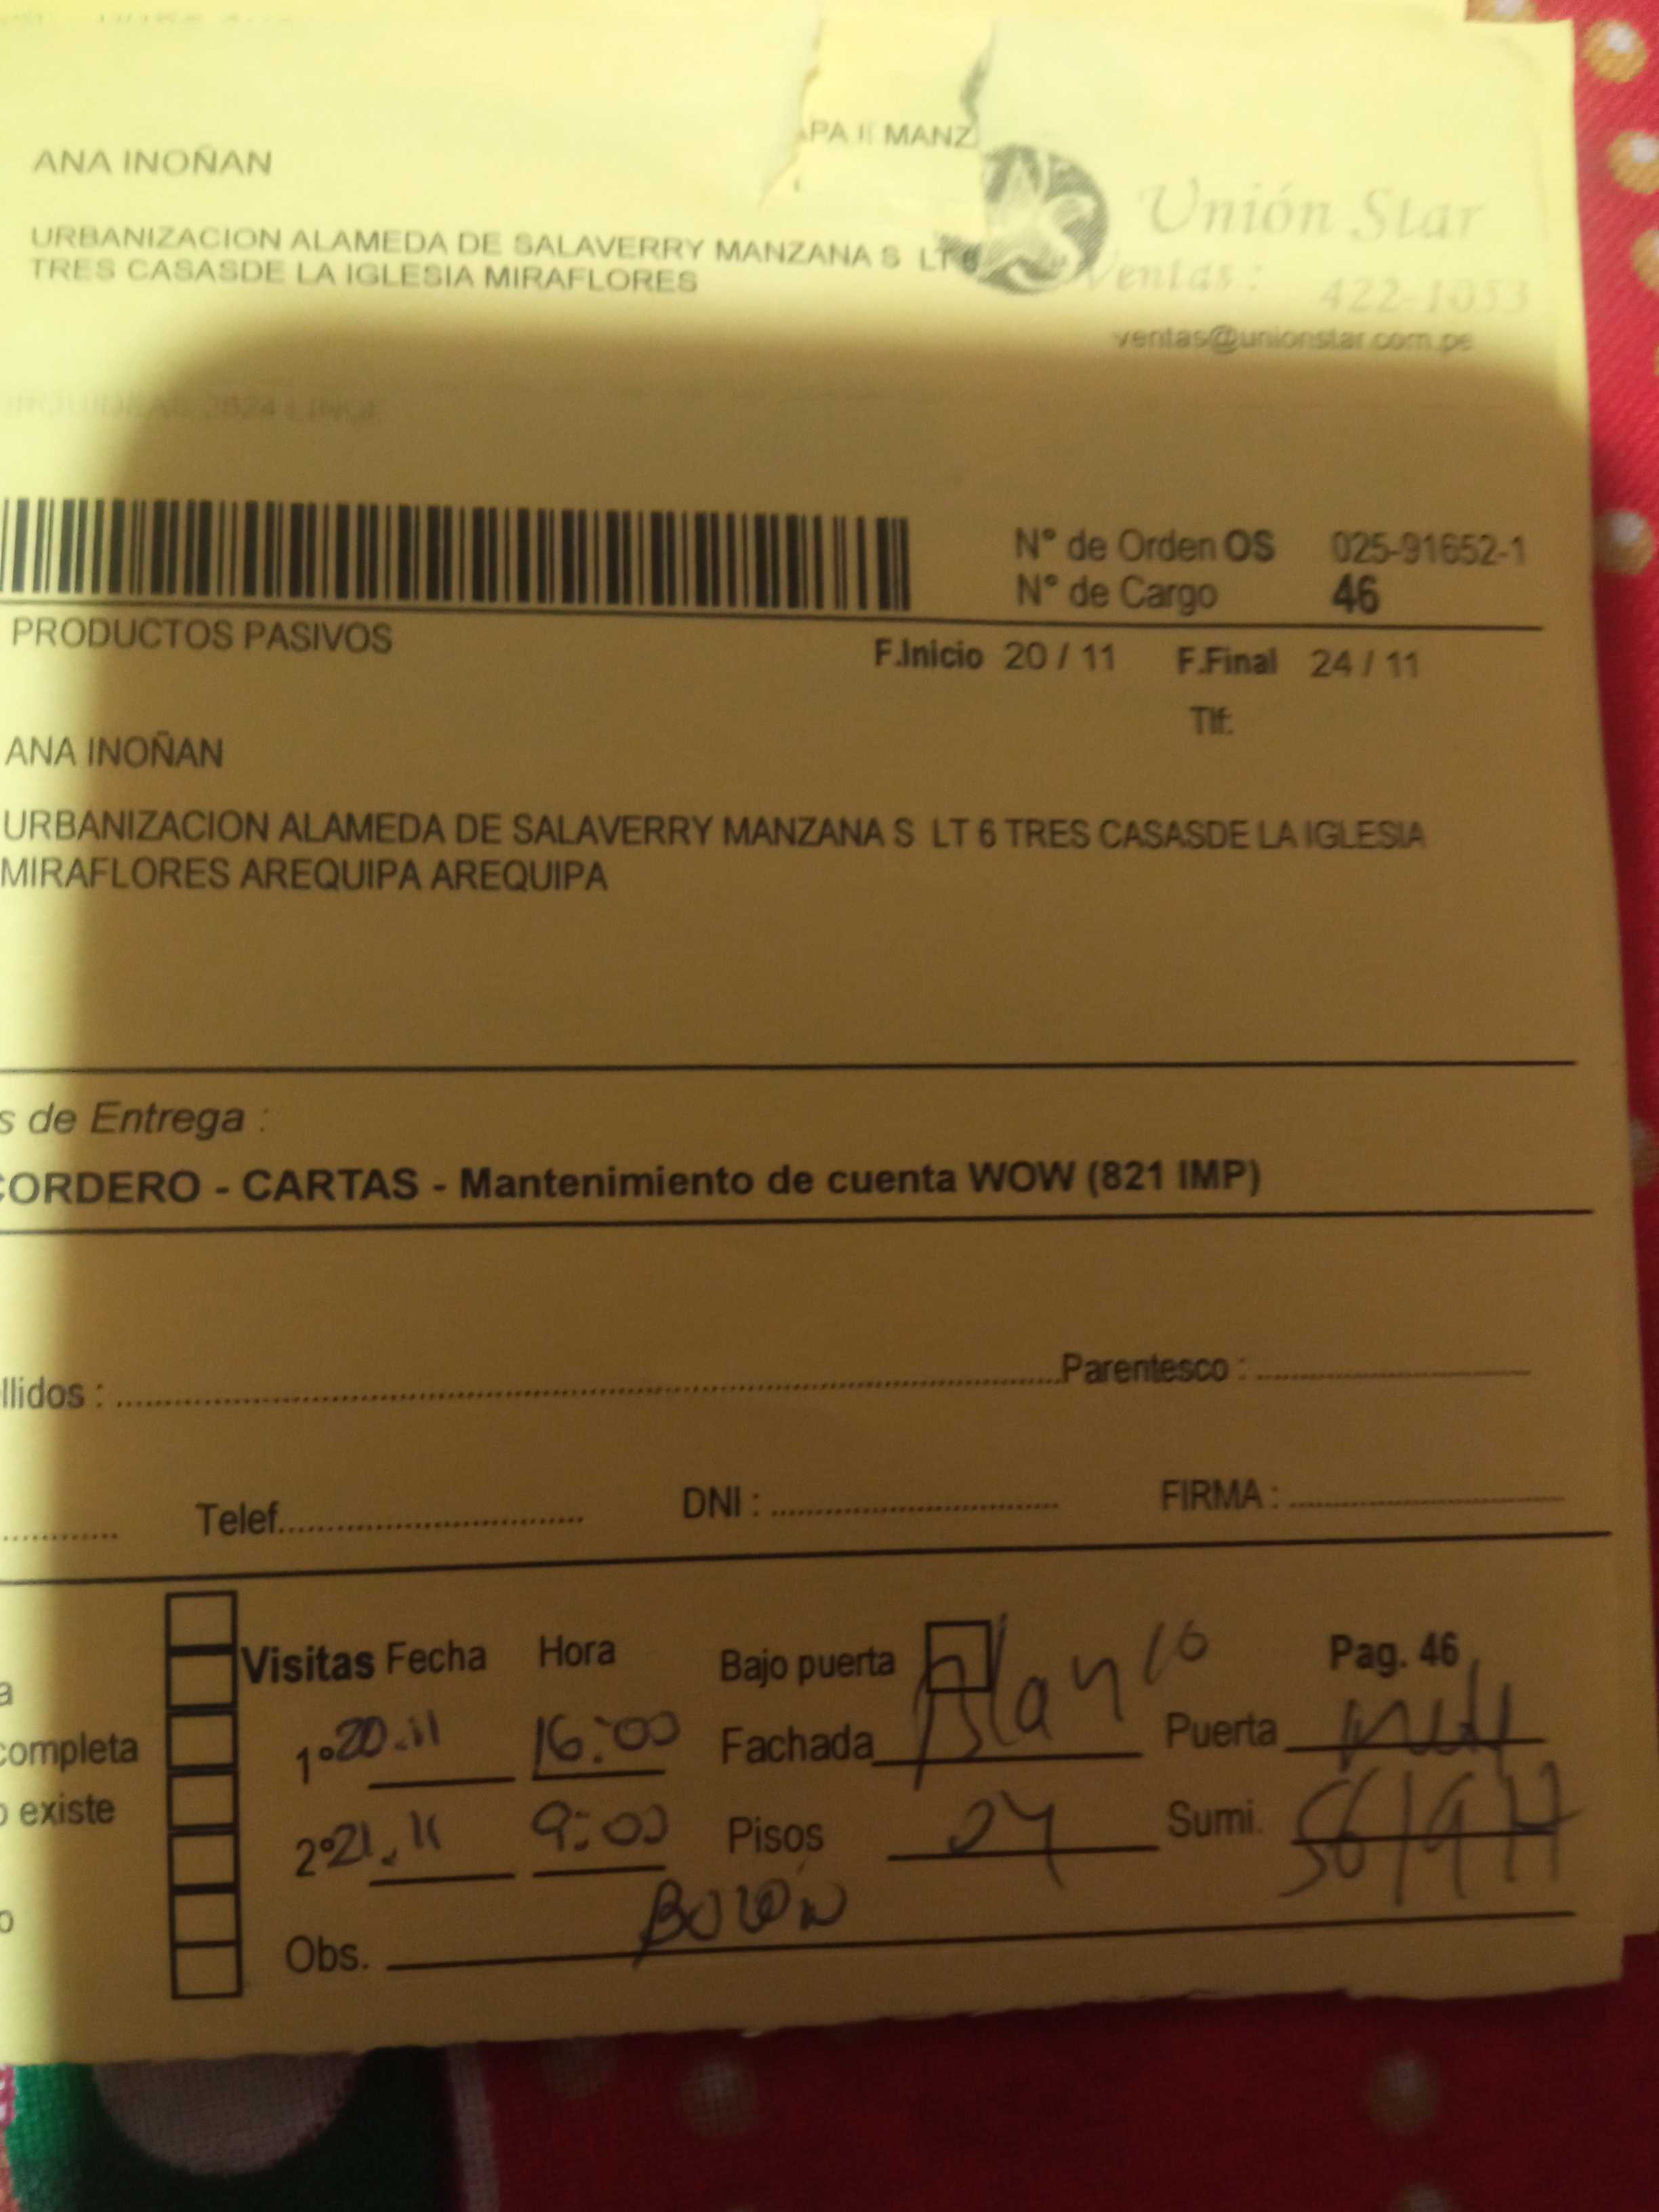 APA II MANZ
ANA INOÑAN
Unión Star
URBANIZACION ALAMEDA DE SALAVERRY MANZANA S LT 6
TRES CASASDE LA IGLESIA MIRAFLORES
Ventas : 422-1053
ventas@unionstar.com.pe
N° de Orden OS 025-91652-1
N° de Cargo 46
PRODUCTOS PASIVOS
F.Inicio 20 / 11 F.Final 24 / 11
Tlf:
ANA INOÑAN
URBANIZACION ALAMEDA DE SALAVERRY MANZANA S LT 6 TRES CASASDE LA IGLESIA
MIRAFLORES AREQUIPA AREQUIPA
s de Entrega :
CORDERO - CARTAS - Mantenimiento de cuenta WOW (821 IMP)
llidos : Parentesco :
Telef. DNI : FIRMA :
Visitas Fecha Hora Bajo puerta Pag. 46
a
completa 1° 20.11 16:00 Fachada Blanco Puerta
o existe 2° 21.11 9:00 Pisos 04 Sumi.
o
Obs.